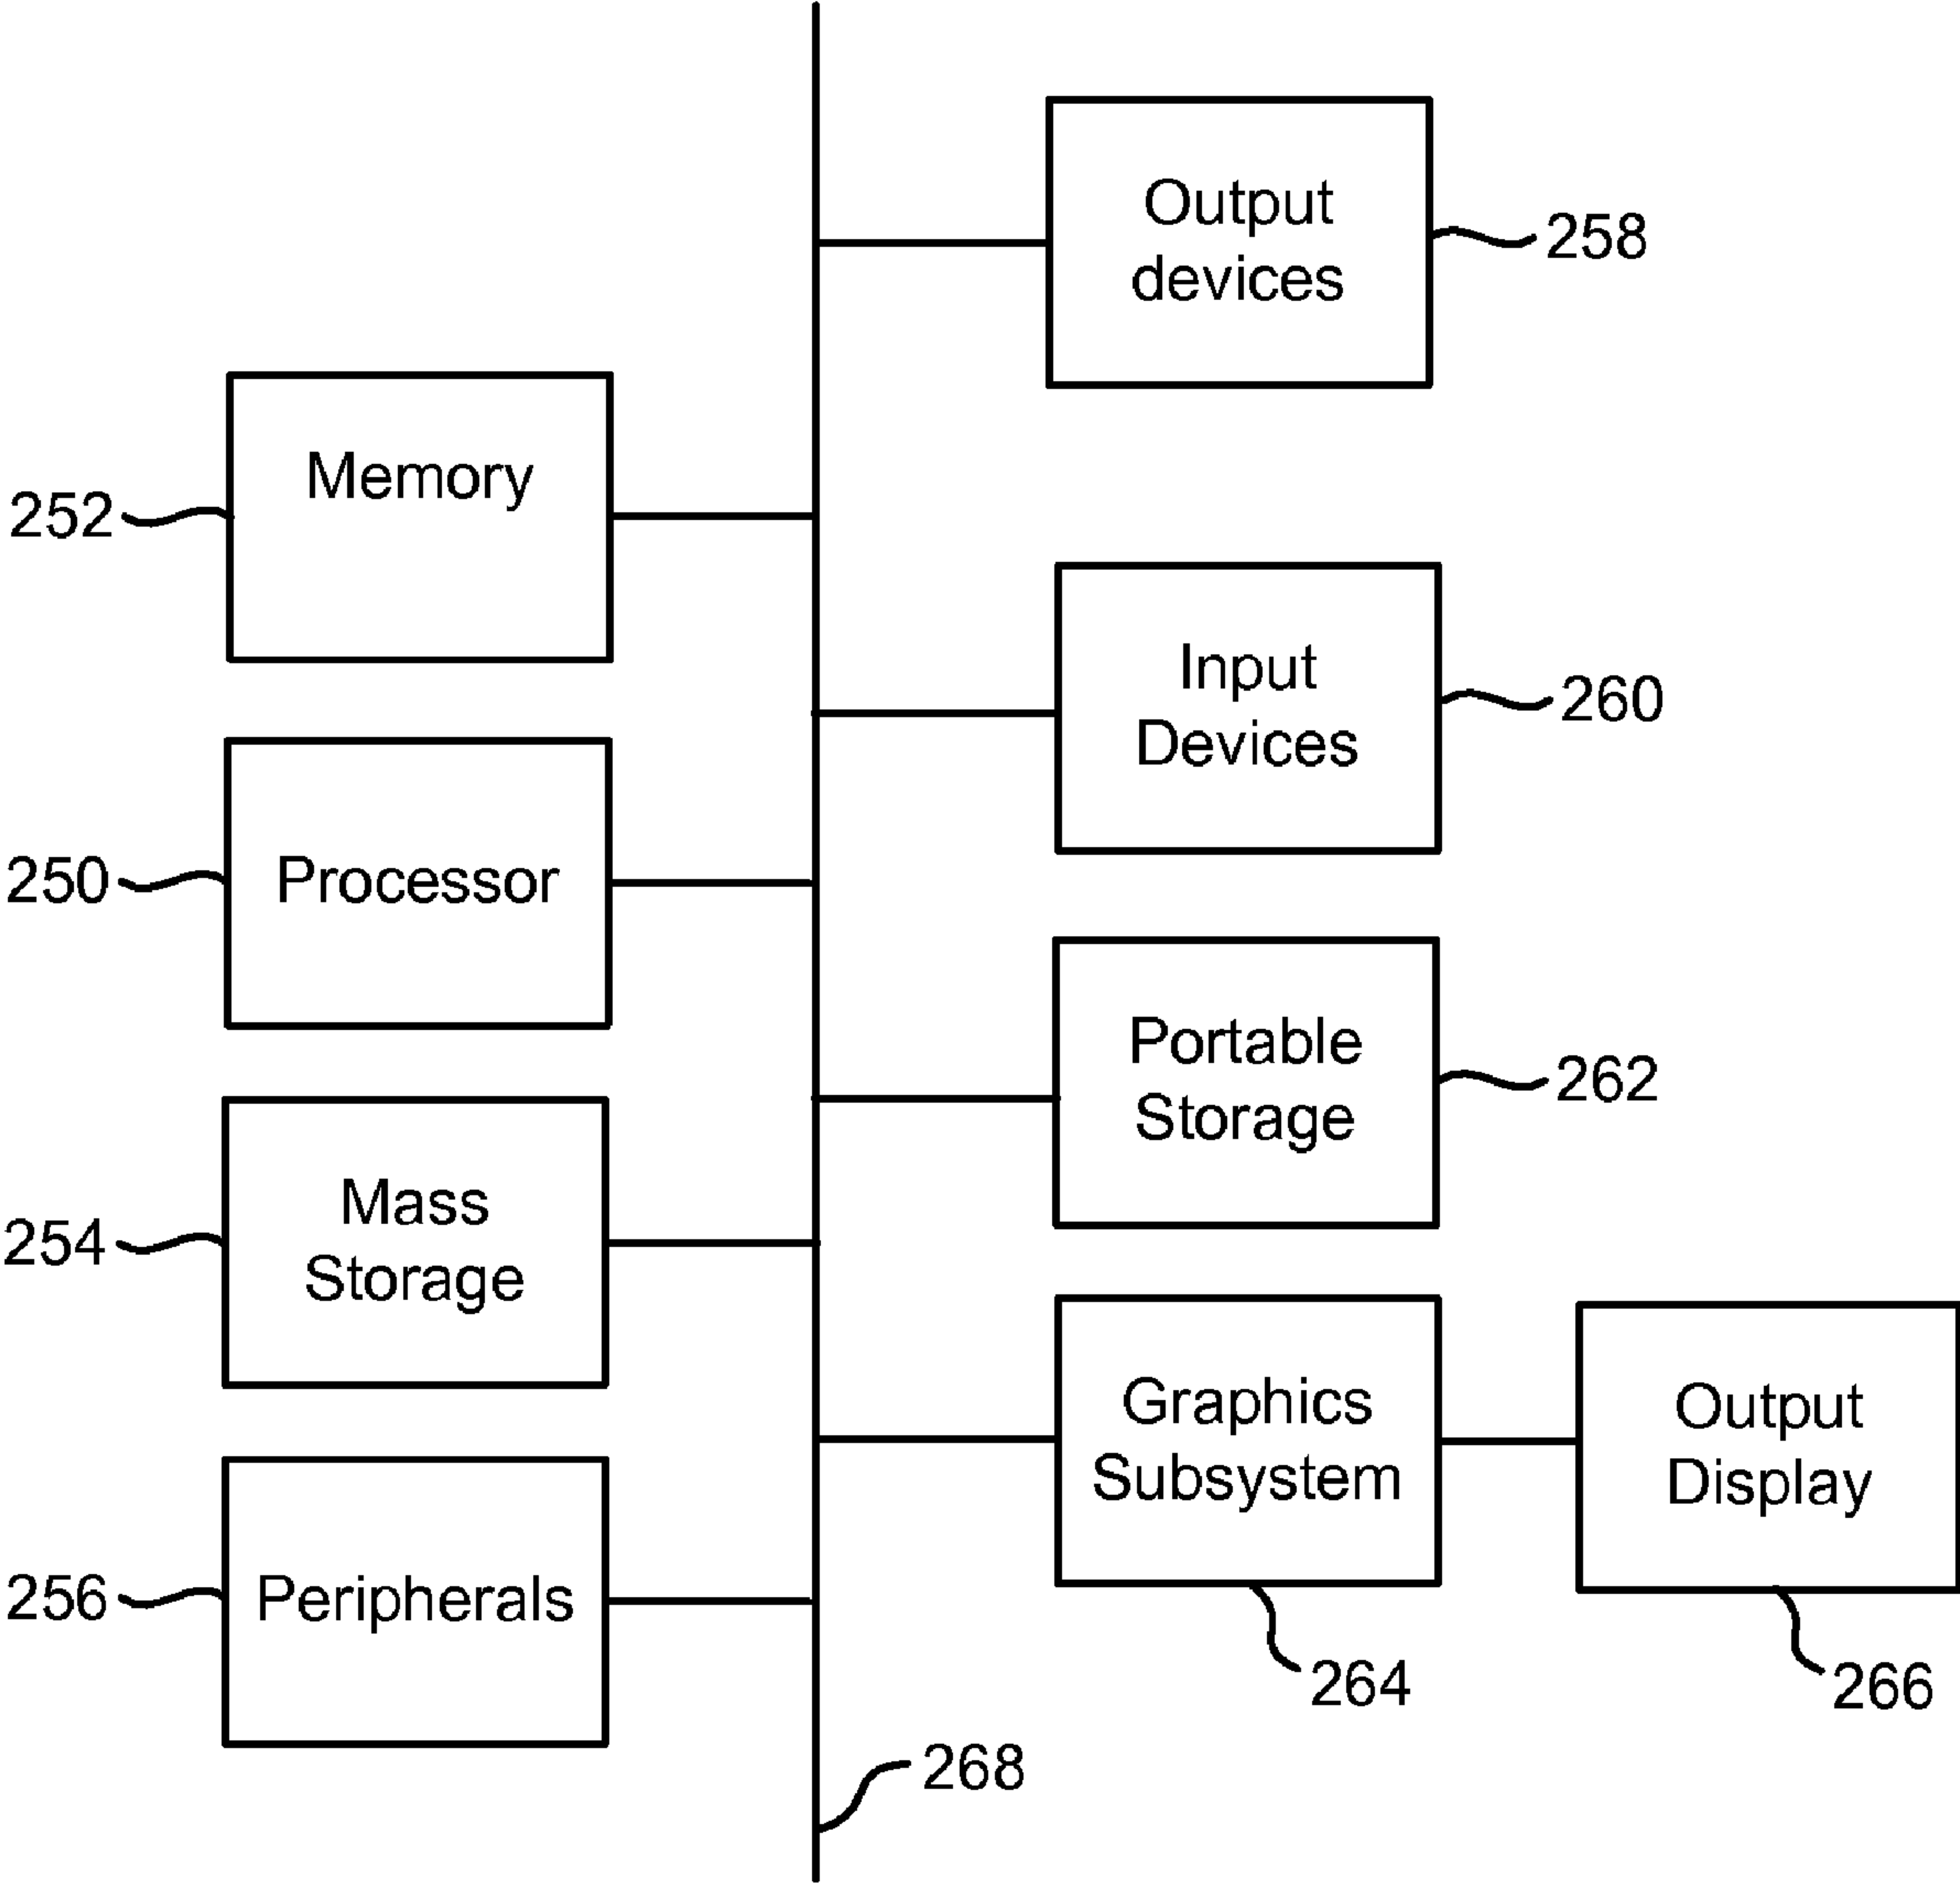 Output
devices
258
Memory
252
Input
Devices
260
Processor
250
Portable
Storage
262
Mass
Storage
254
Graphics
Subsystem
264
Output
Display
266
Peripherals
256
268